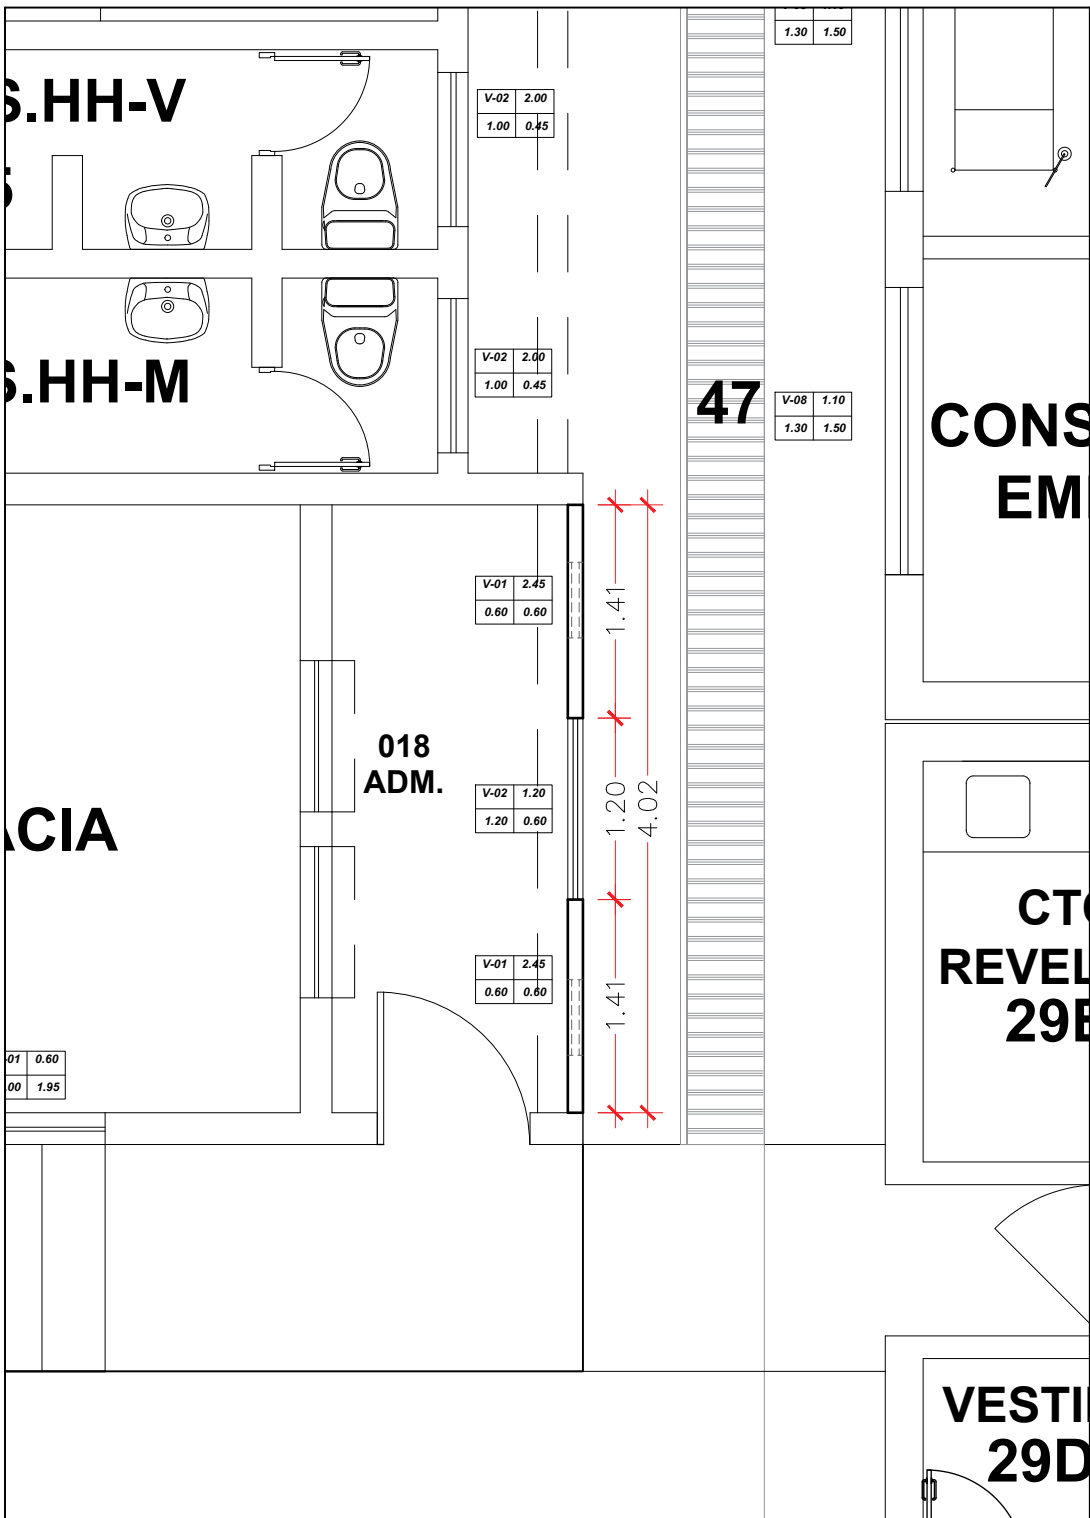 1.30 1.50
S.HH-V
V-02 2.00
1.00 0.45
5
S.HH-M
V-02 2.00
1.00 0.45
47
V-08 1.10
1.30 1.50
CONS
EM
V-01 2.45
0.60 0.60
1.41
018
ADM.
V-02 1.20
1.20 0.60
1.20
4.02
ACIA
CTO
REVEL
29B
V-01 2.45
0.60 0.60
1.41
-01 0.60
.00 1.95
VESTI
29D